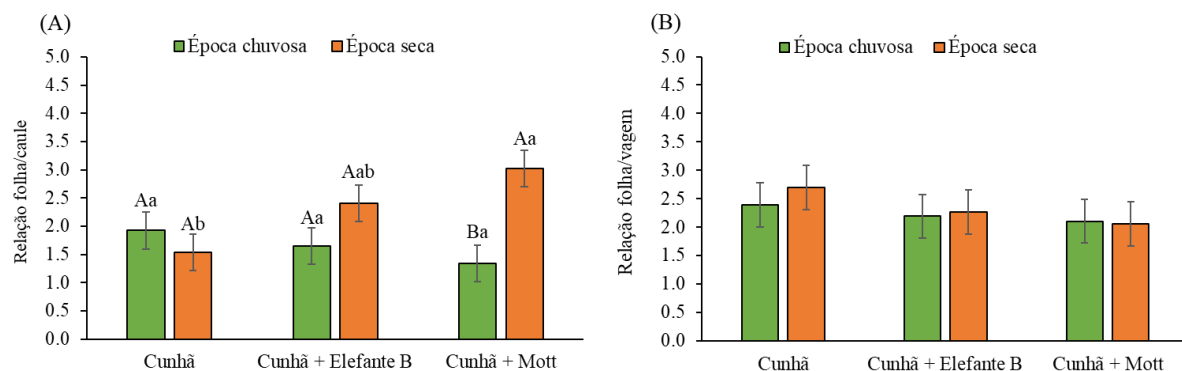 (A)
Época chuvosa Época seca
Relação folha/caule
5.0
4.5
4.0
3.5
3.0
2.5
2.0
1.5
1.0
0.5
0.0
Aa
Ab
Aa
Aab
Ba
Aa
Cunhã Cunhã + Elefante B Cunhã + Mott
(B)
Época chuvosa Época seca
Relação folha/vagem
5.0
4.5
4.0
3.5
3.0
2.5
2.0
1.5
1.0
0.5
0.0
Cunhã Cunhã + Elefante B Cunhã + Mott